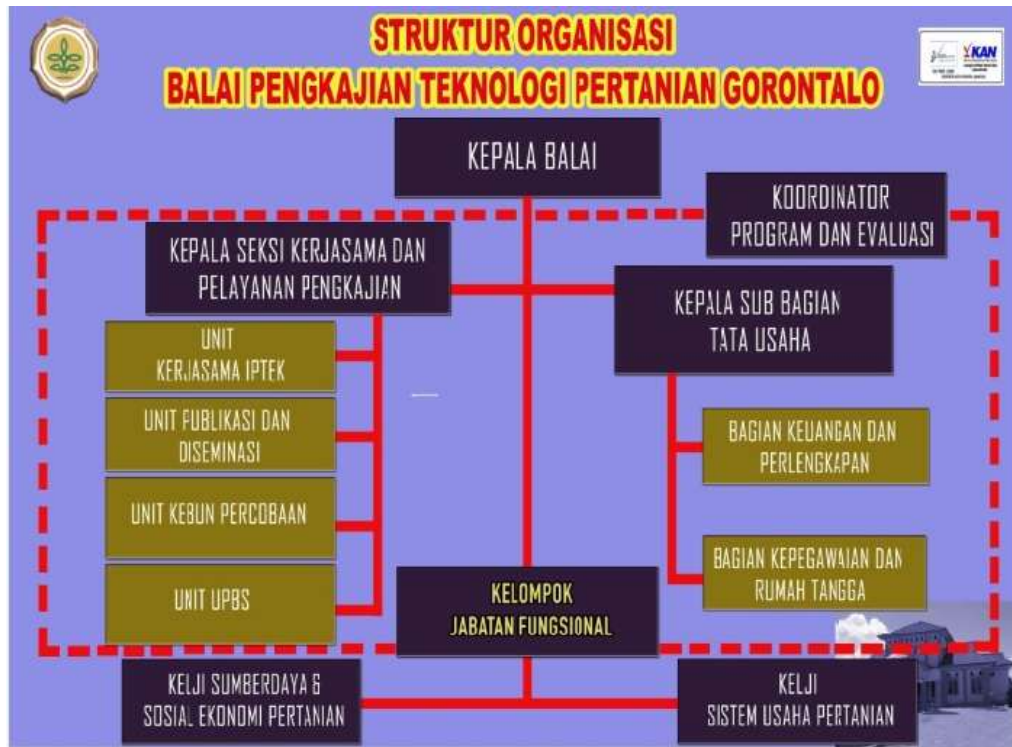 STRUKTUR ORGANISASI
BALAI PENGKAJIAN TEKNOLOGI PERTANIAN GORONTALO
KAN
KEPALA BALAI
KOORDINATOR
PROGRAM DAN EVALUASI
KEPALA SEKSI KERJASAMA DAN
PELAYANAN PENGKAJIAN
KEPALA SUB BAGIAN
TATA USAHA
UNIT
KERJASAMA IPTEK
UNIT PUBLIKASI DAN
DISEMINASI
UNIT KEBUN PERCOBAAN
UNIT UPBS
BAGIAN KEUANGAN DAN
PERLENGKAPAN
BAGIAN KEPEGAWAIAN DAN
RUMAH TANGGA
KELOMPOK
JABATAN FUNGSIONAL
KELJI SUMBERDAYA &
SOSIAL EKONOMI PERTANIAN
KELJI
SISTEM USAHA PERTANIAN